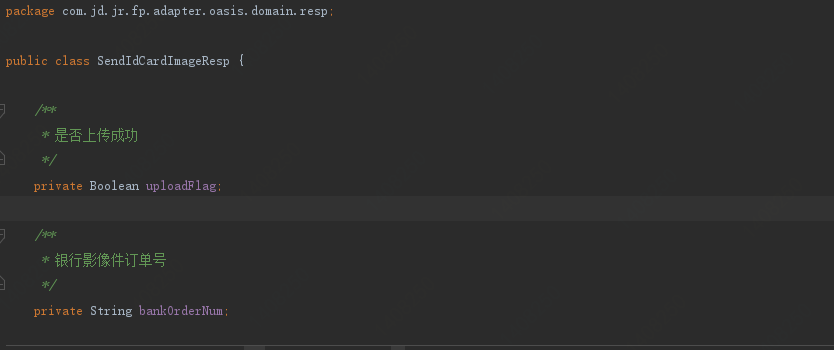 package com.jd.jr.fp.adapter.oasis.domain.resp;
public class SendIdCardImageResp {
/**
* 是否上传成功
*/
private Boolean uploadFlag;
/**
* 银行影像件订单号
*/
private String bankOrderNum;